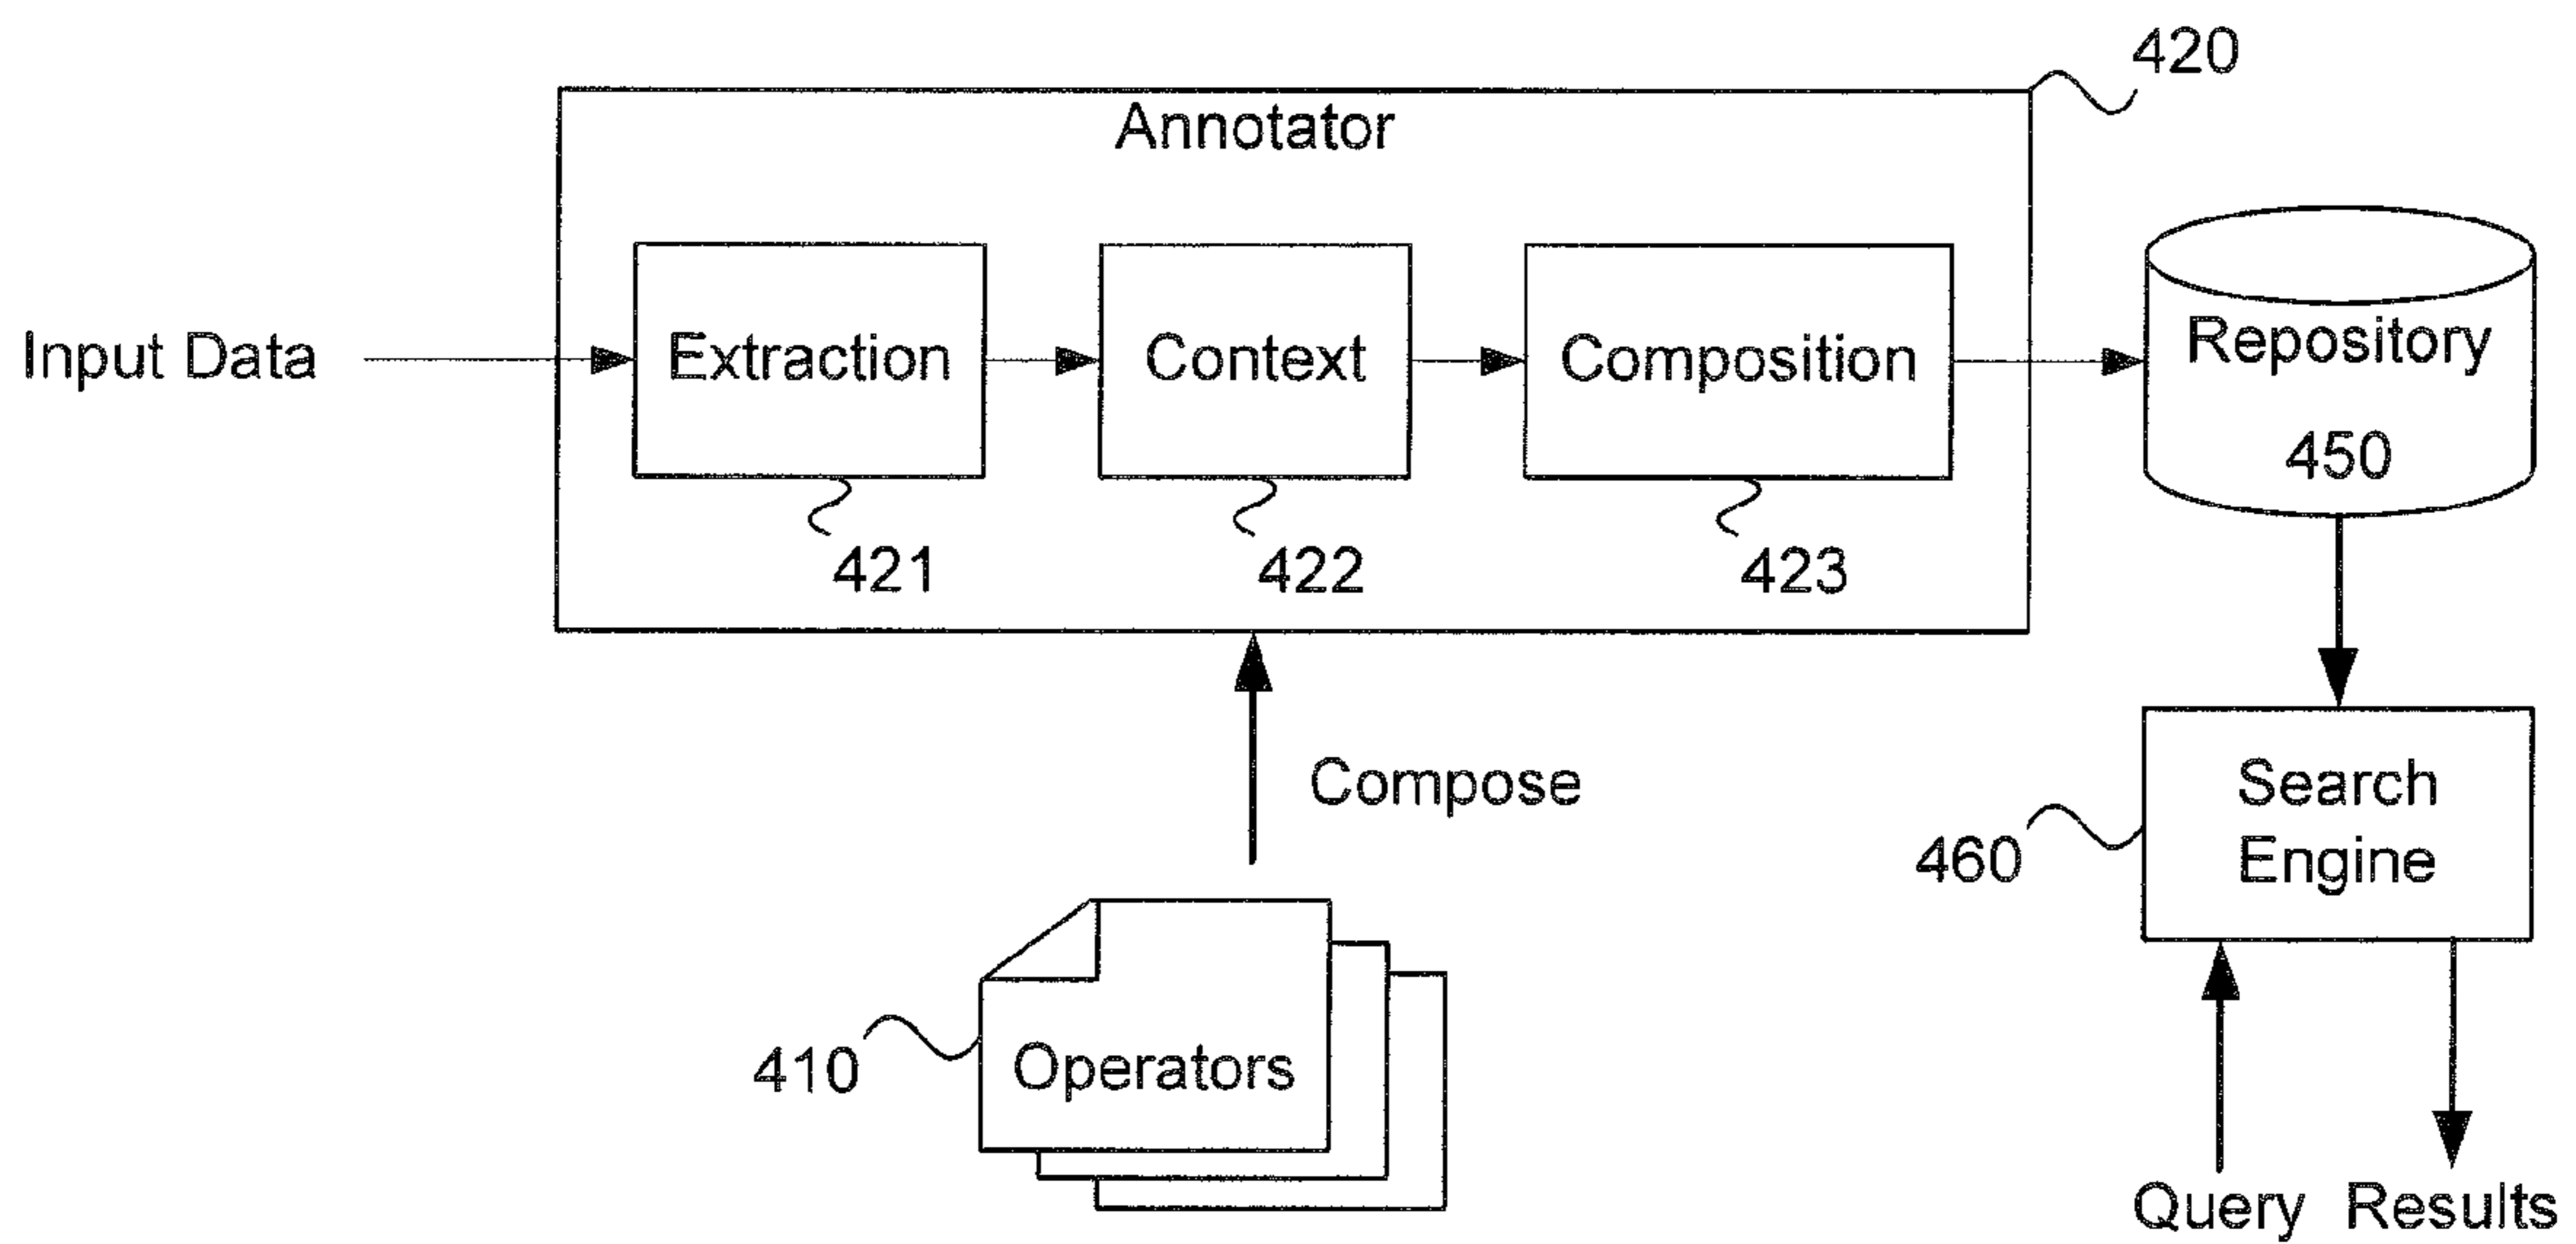 420
Annotator
Input Data
Extraction
Context
Composition
Repository
450
421
422
423
Compose
Search
Engine
460
410
Operators
Query
Results